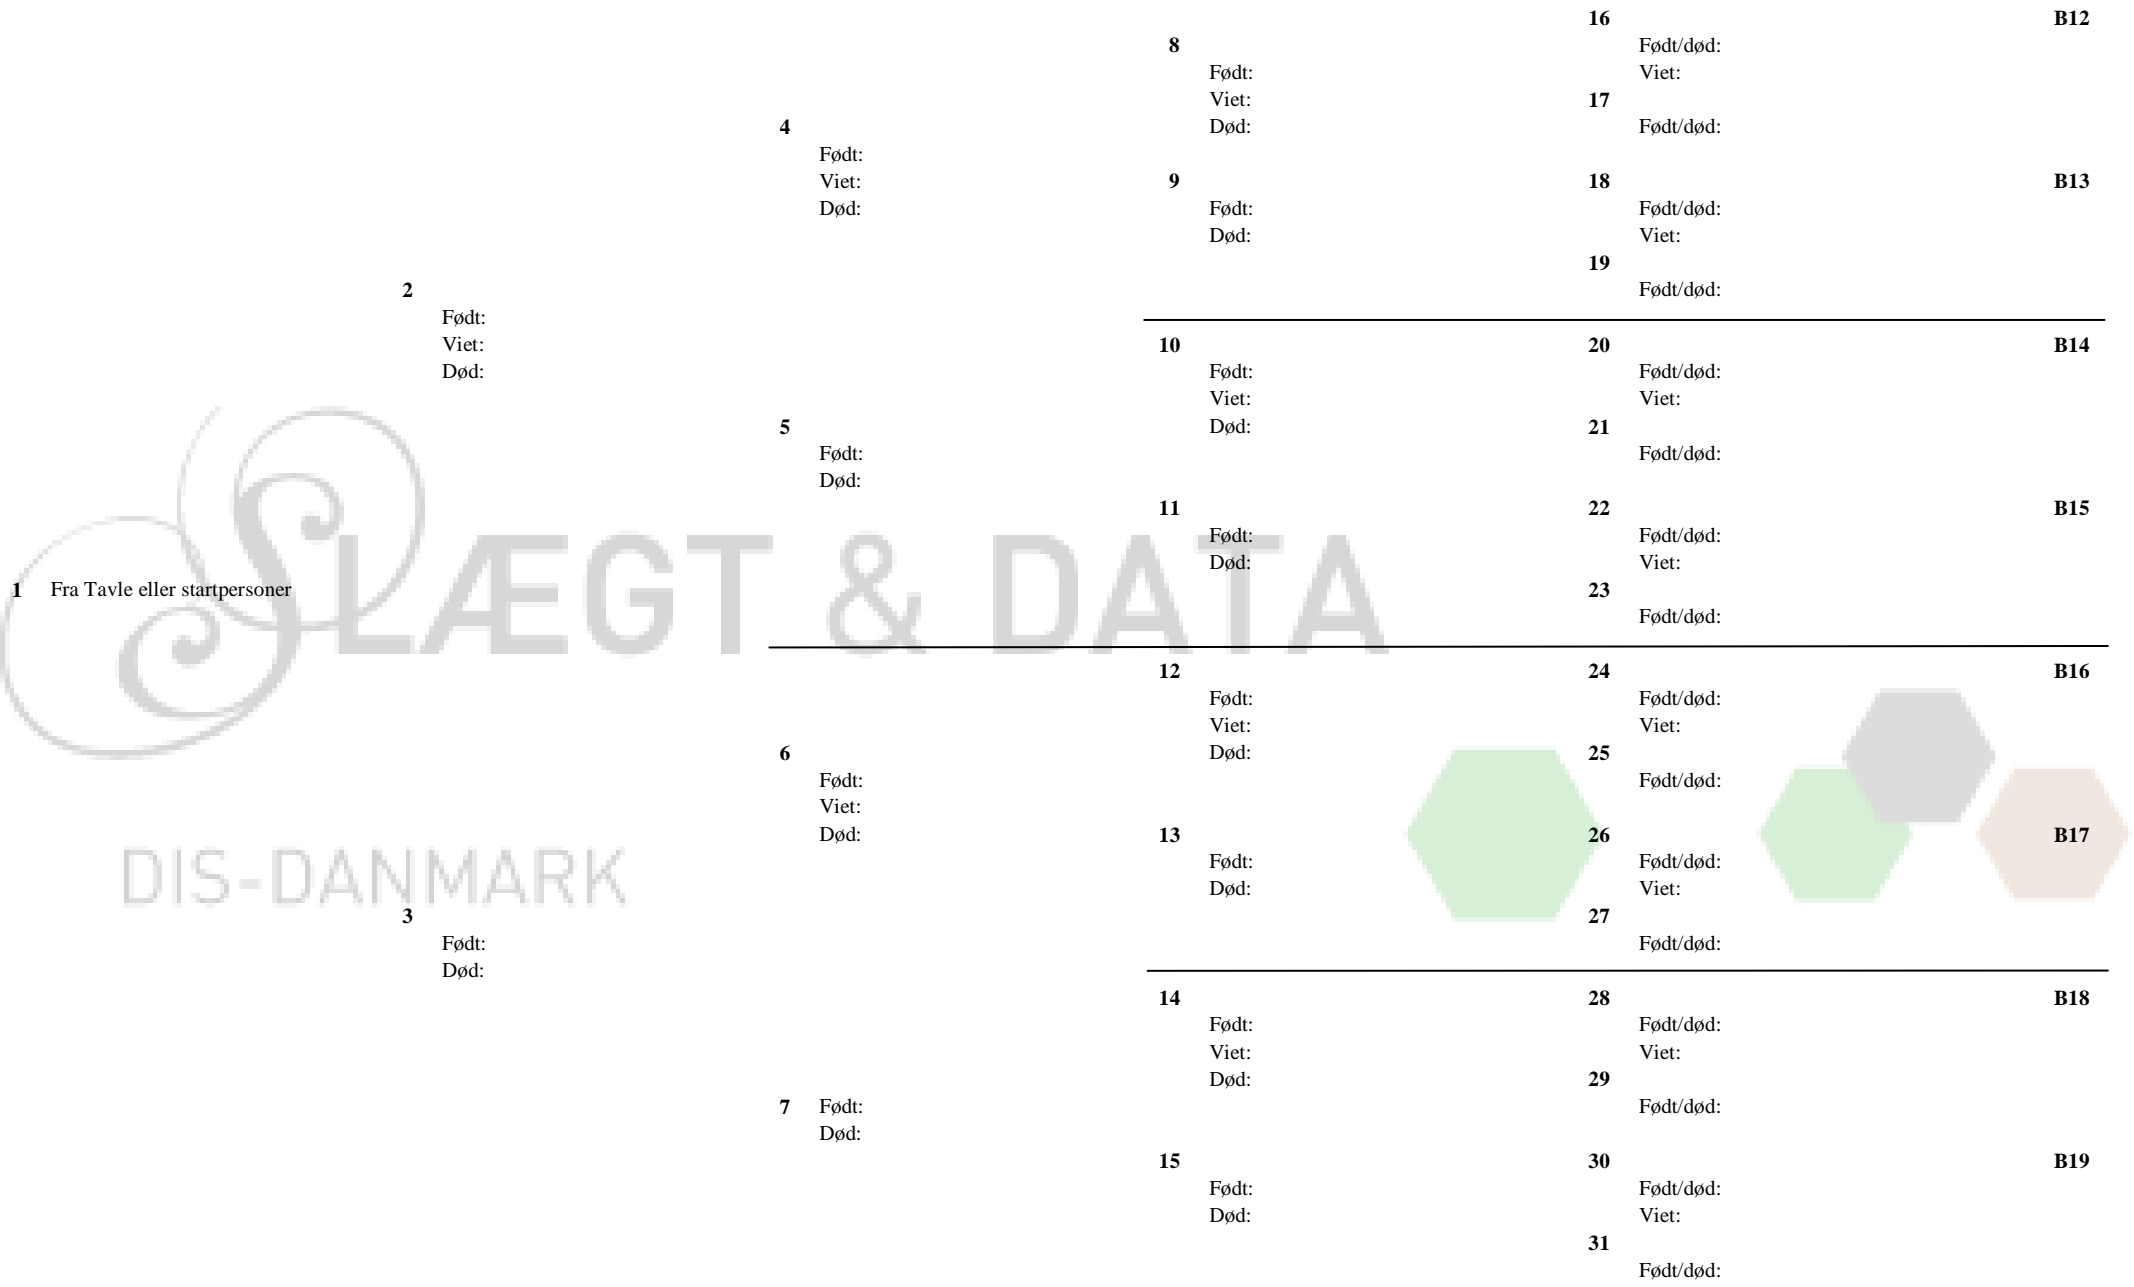 16 B12
8 Født/død:
Født: Viet:
Viet: 17
4 Død: Født/død:
Født:
Viet: 9 18 B13
Død: Født: Født/død:
Død: Viet:
19
2 Født/død:
Født:
Viet: 10 20 B14
Død: Født: Født/død:
Viet: Viet:
5 Død: 21
Født: Født/død:
Død:
11 22 B15
Født: Født/død:
Død: Viet:
1 Fra Tavle eller startpersoner 23
SLÆGT & DATA
Født/død:
12 24 B16
Født: Født/død:
Viet: Viet:
6 Død: 25
Født: Født/død:
Viet:
Død: 13 26 B17
Født: Født/død:
DIS-DANMARK
Død: Viet:
3 27
Født: Født/død:
Død:
14 28 B18
Født: Født/død:
Viet: Viet:
Død: 29
7 Født: Født/død:
Død:
15 30 B19
Født: Født/død:
Død: Viet:
31
Født/død: